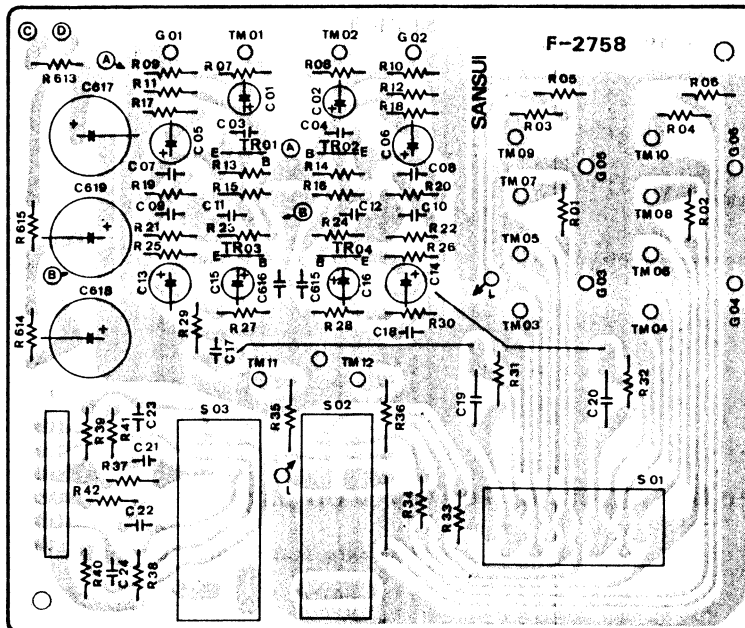 C D G 01 TM 01 TM 02 G 02 F-2758
R 613 A R 09 R 07 R 08 R 10 R 05 R 06
C617 R 11 C 01 C 02 R 12
R 17 C 03 C 04 R 18 SANSUI R 03 R 04
C 05 TR01 A TR02 C 06 TM 09 TM 10 G 05 G 06
E B B E
C 07 R 13 R 14 C 08
C619 R 19 R 15 R 16 R 20 TM 07 R 01 TM 08 R 02
R 615 C 09 C 11 B C 12 C 10
R 21 R 23 R 24 R 22
R 25 TR03 TR04 R 26 TM 05 TM 06
E B B E
B C 13 C 15 C 616 C 615 C 16 C 14 L G 03 G 04
C618 R 29 R 27 R 28 R 30 TM 03 TM 04
R 614 C 17 C 18
TM 11 TM 12 R 31 R 32
C 19 C 20
R 39 R 41 C 23 S 03 R 35 S 02 R 36
C 21
R 37 L S 01
R 42
C 22 R 34 R 33
R 40 C 24 R 38